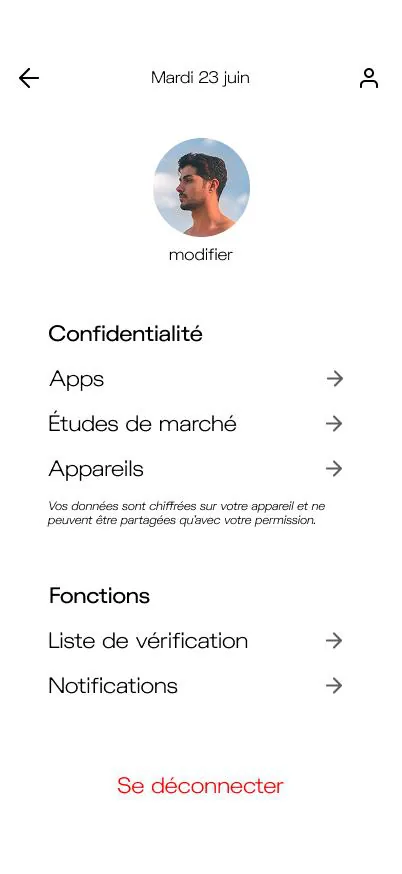 Mardi 23 juin
modifier
Confidentialité
Apps
Études de marché
Appareils
Vos données sont chiffrées sur votre appareil et ne
peuvent être partagées qu'avec votre permission.
Fonctions
Liste de vérification
Notifications
Se déconnecter